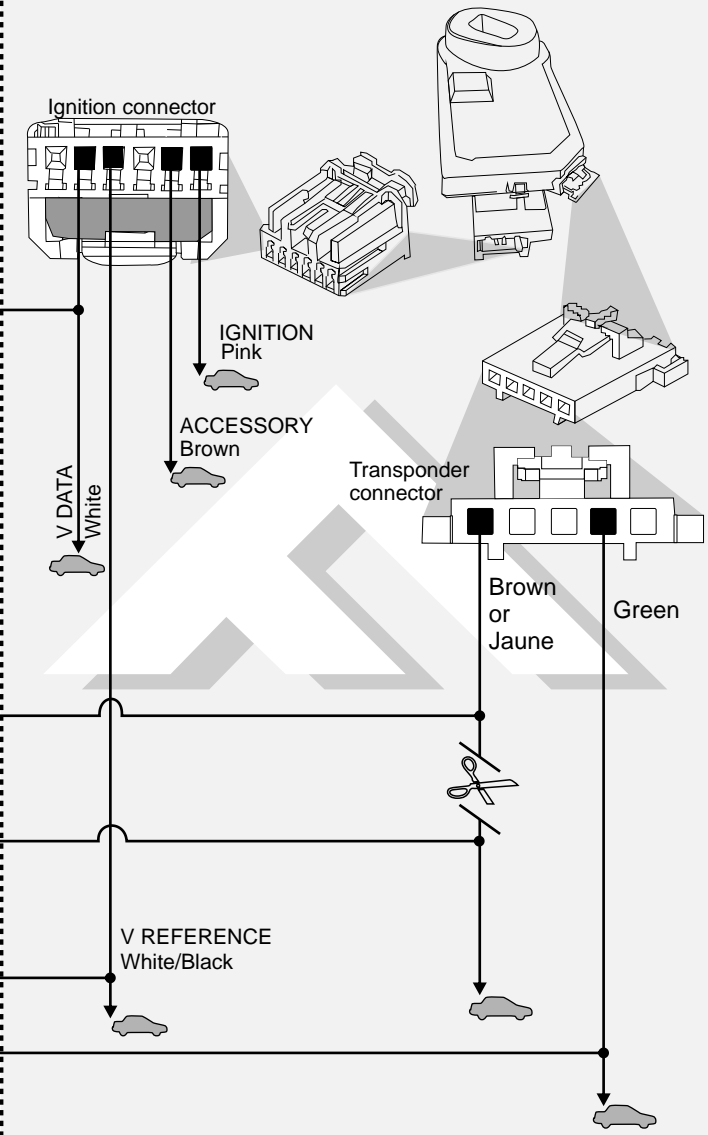 Ignition connector
IGNITION
Pink
ACCESSORY
Brown
V DATA
White
Transponder
connector
Brown
or
Jaune
Green
V REFERENCE
White/Black